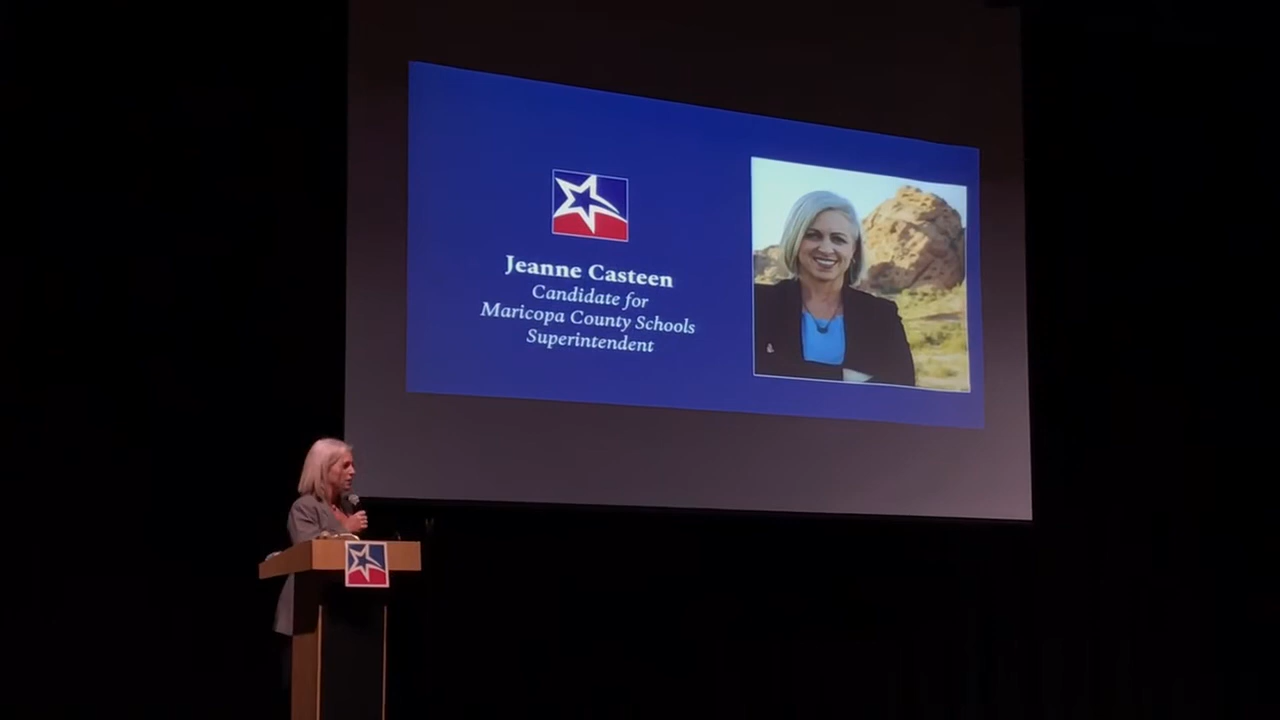 Jeanne Casteen
Candidate for
Maricopa County Schools
Superintendent